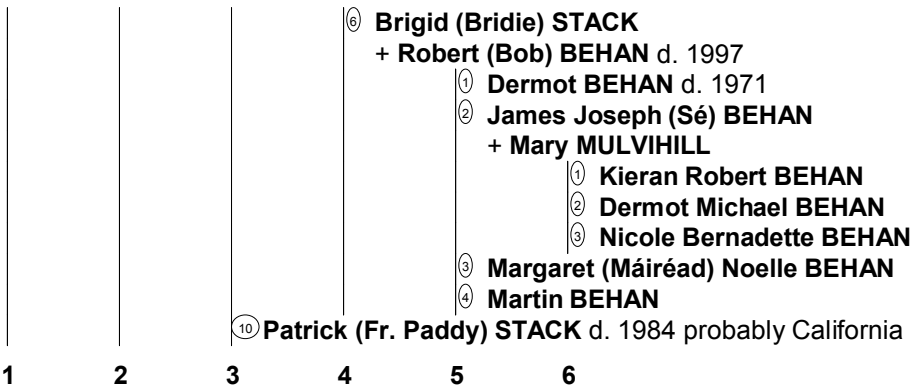 6 Brigid (Bridie) STACK
+ Robert (Bob) BEHAN d. 1997
1 Dermot BEHAN d. 1971
2 James Joseph (Sé) BEHAN
+ Mary MULVIHILL
1 Kieran Robert BEHAN
2 Dermot Michael BEHAN
3 Nicole Bernadette BEHAN
3 Margaret (Máiréad) Noelle BEHAN
4 Martin BEHAN
10 Patrick (Fr. Paddy) STACK d. 1984 probably California
1 2 3 4 5 6